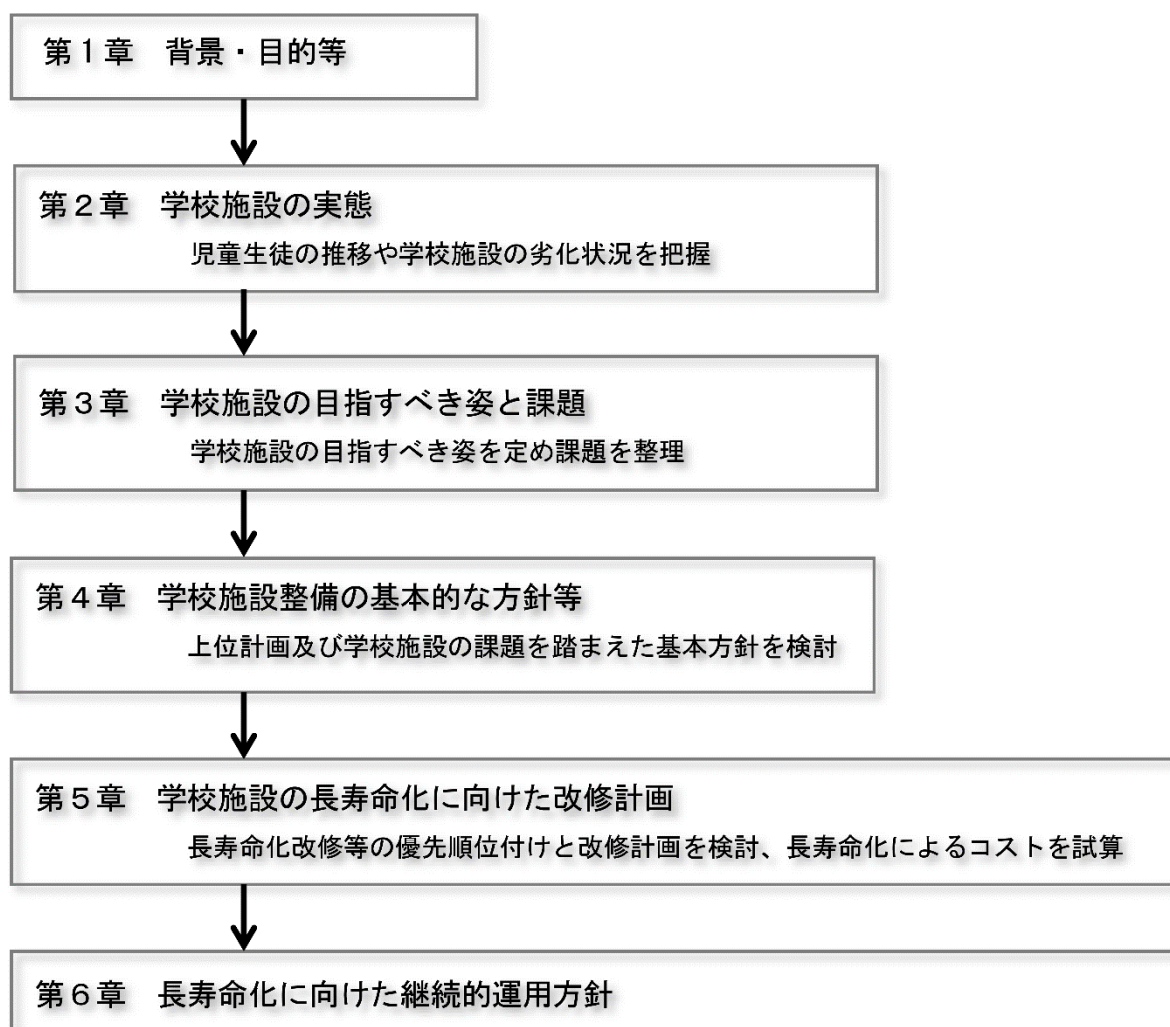 第1章　背景・目的等
第2章　学校施設の実態
児童生徒の推移や学校施設の劣化状況を把握
第3章　学校施設の目指すべき姿と課題
学校施設の目指すべき姿を定め課題を整理
第4章　学校施設整備の基本的な方針等
上位計画及び学校施設の課題を踏まえた基本方針を検討
第5章　学校施設の長寿命化に向けた改修計画
長寿命化改修等の優先順位付けと改修計画を検討、長寿命化によるコストを試算
第6章　長寿命化に向けた継続的運用方針